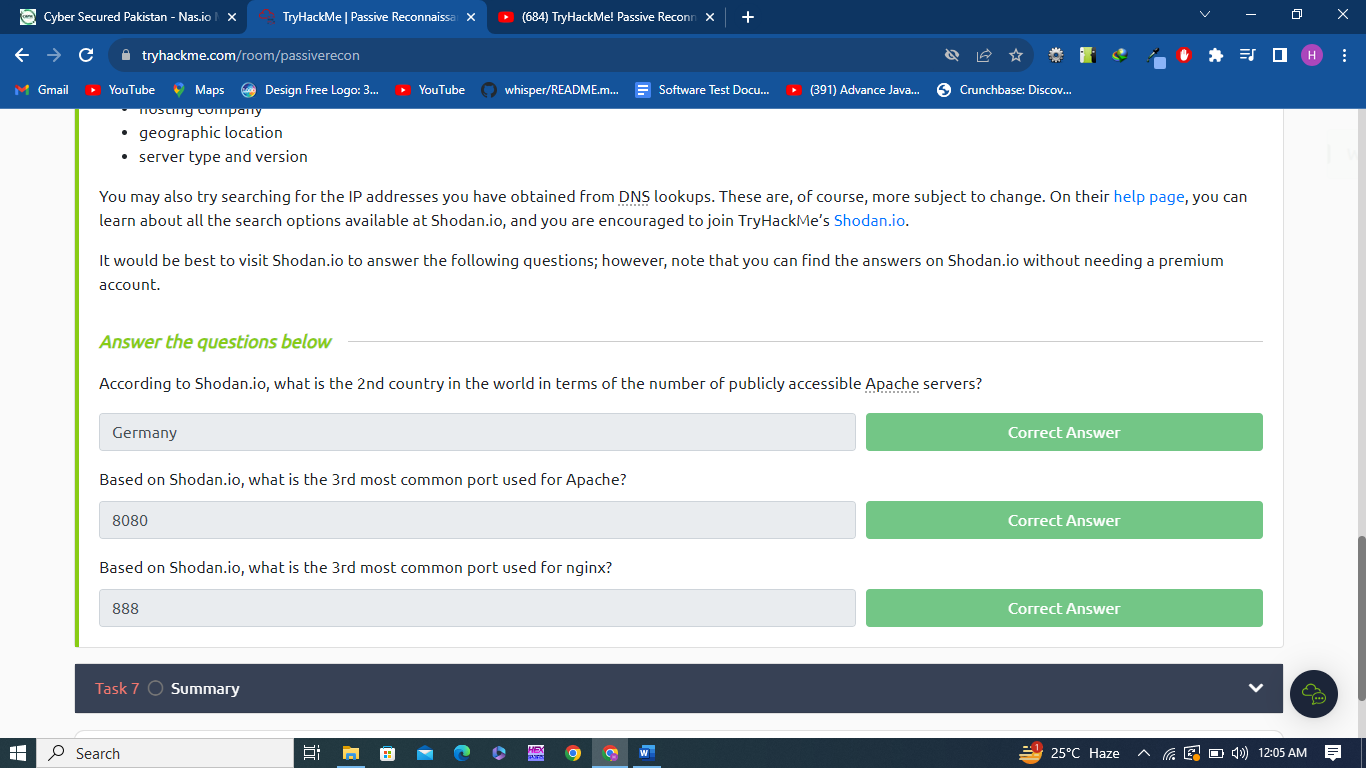 Cyber Secured Pakistan - Nas.io
TryHackMe | Passive Reconnaissa
(684) TryHackMe! Passive Reconn
tryhackme.com/room/passiverecon
H
Gmail
YouTube
Maps
Design Free Logo: 3...
YouTube
whisper/README.m...
Software Test Docu...
(391) Advance Java...
Crunchbase: Discov...
• hosting company
• geographic location
• server type and version
You may also try searching for the IP addresses you have obtained from DNS lookups. These are, of course, more subject to change. On their help page, you can
learn about all the search options available at Shodan.io, and you are encouraged to join TryHackMe’s Shodan.io.
It would be best to visit Shodan.io to answer the following questions; however, note that you can find the answers on Shodan.io without needing a premium
account.
Answer the questions below
According to Shodan.io, what is the 2nd country in the world in terms of the number of publicly accessible Apache servers?
Germany
Correct Answer
Based on Shodan.io, what is the 3rd most common port used for Apache?
8080
Correct Answer
Based on Shodan.io, what is the 3rd most common port used for nginx?
888
Correct Answer
Task 7 Summary
Search
HEX
W
1
25°C Haze
12:05 AM